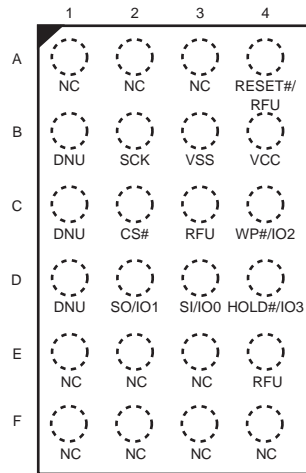 1 2 3 4
A
NC NC NC RESET#/
RFU
B
DNU SCK VSS VCC
C
DNU CS# RFU WP#/IO2
D
DNU SO/IO1 SI/IO0 HOLD#/IO3
E
NC NC NC RFU
F
NC NC NC NC